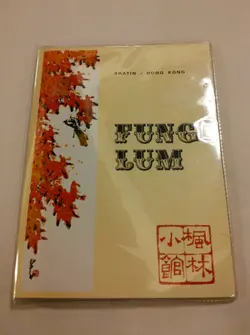 SHATIN / HONG KONG
FUNG
LUM
楓林
小館